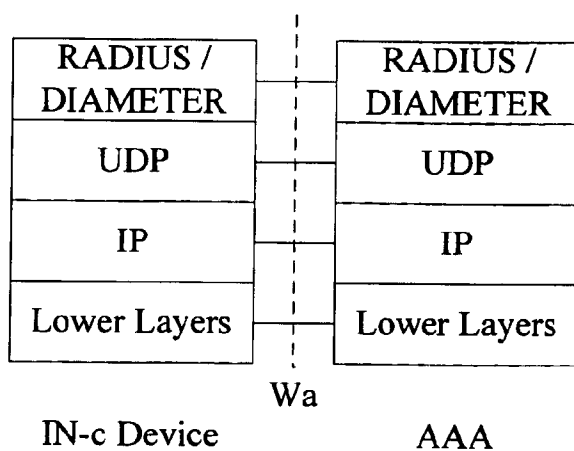 RADIUS /
DIAMETER
UDP
IP
Lower Layers
RADIUS /
DIAMETER
UDP
IP
Lower Layers
Wa
IN-c Device
AAA